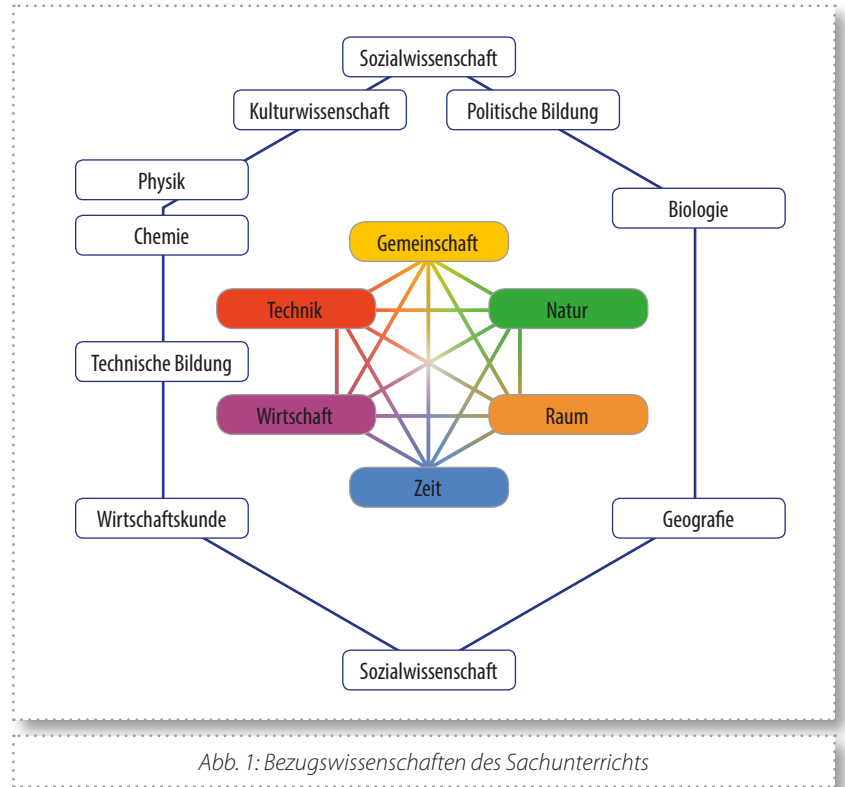 Sozialwissenschaft
Kulturwissenschaft
Politische Bildung
Physik
Biologie
Chemie
Gemeinschaft
Technik
Natur
Technische Bildung
Wirtschaft
Raum
Zeit
Wirtschaftskunde
Geografie
Sozialwissenschaft
Abb. 1: Bezugswissenschaften des Sachunterrichts